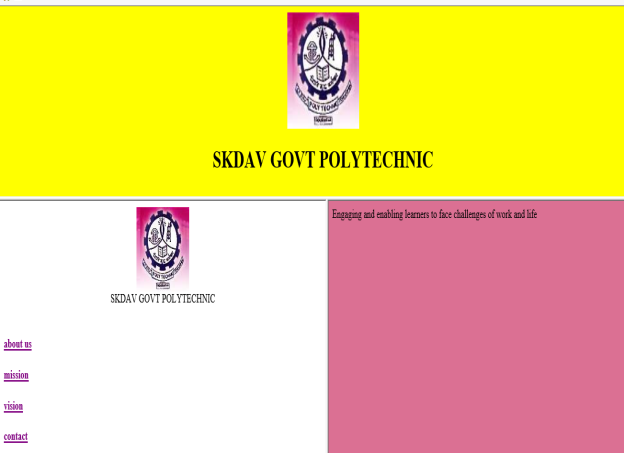 SKDAV GOVT POLYTECHNIC
SKDAV GOVT POLYTECHNIC
about us
mission
vision
contact
Engaging and enabling learners to face challenges of work and life